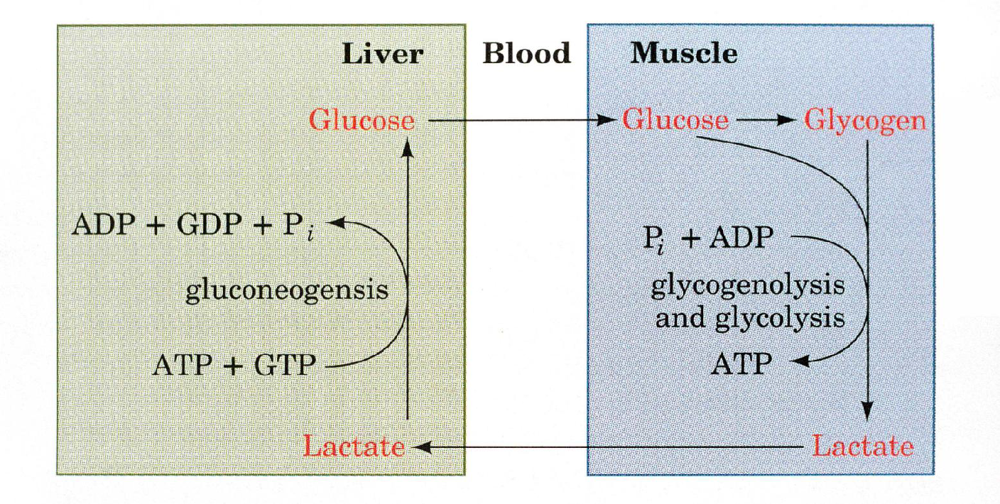 Liver Blood Muscle
Glucose Glucose Glycogen
ADP + GDP + Pi
Pi + ADP
gluconeogensis
glycogenolysis
and glycolysis
ATP + GTP
ATP
Lactate Lactate